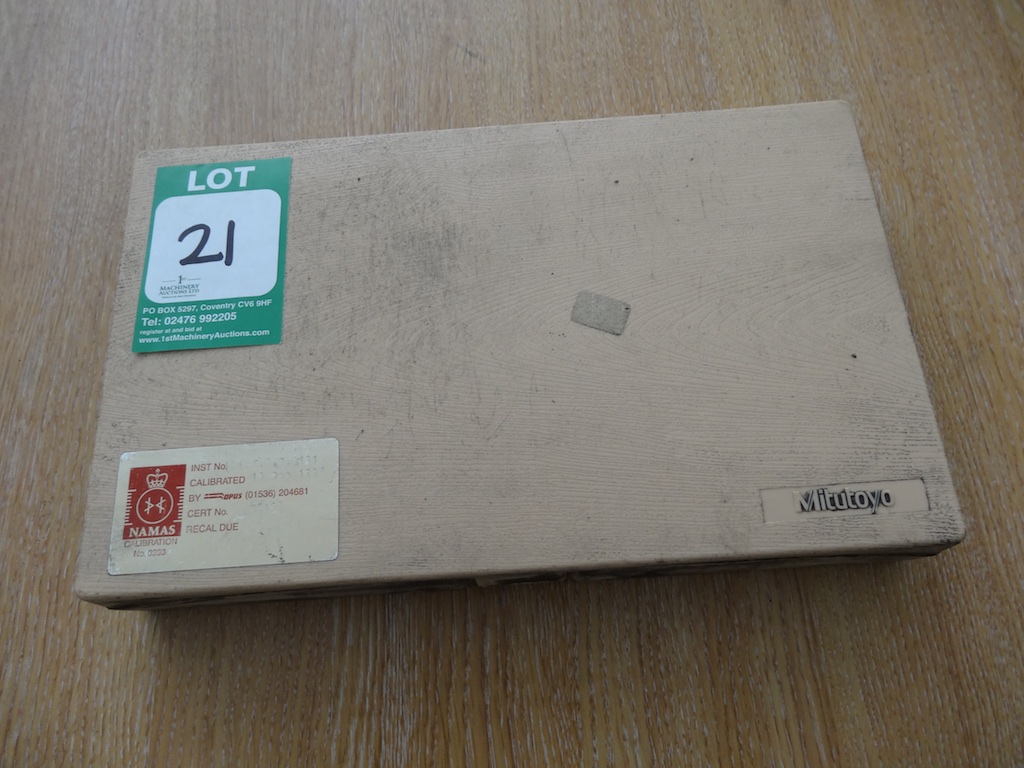 LOT
21
1st
MACHINERY
AUCTIONS LTD
PO BOX 5297, Coventry CV6 9HF
Tel: 02476 992205
register at and bid at
www.1stMachineryAuctions.com
NAMAS
CALIBRATION
INST No.
CALIBRATED
BY OPUS (01536) 204681
CERT No.
RECAL DUE
Mitutoyo